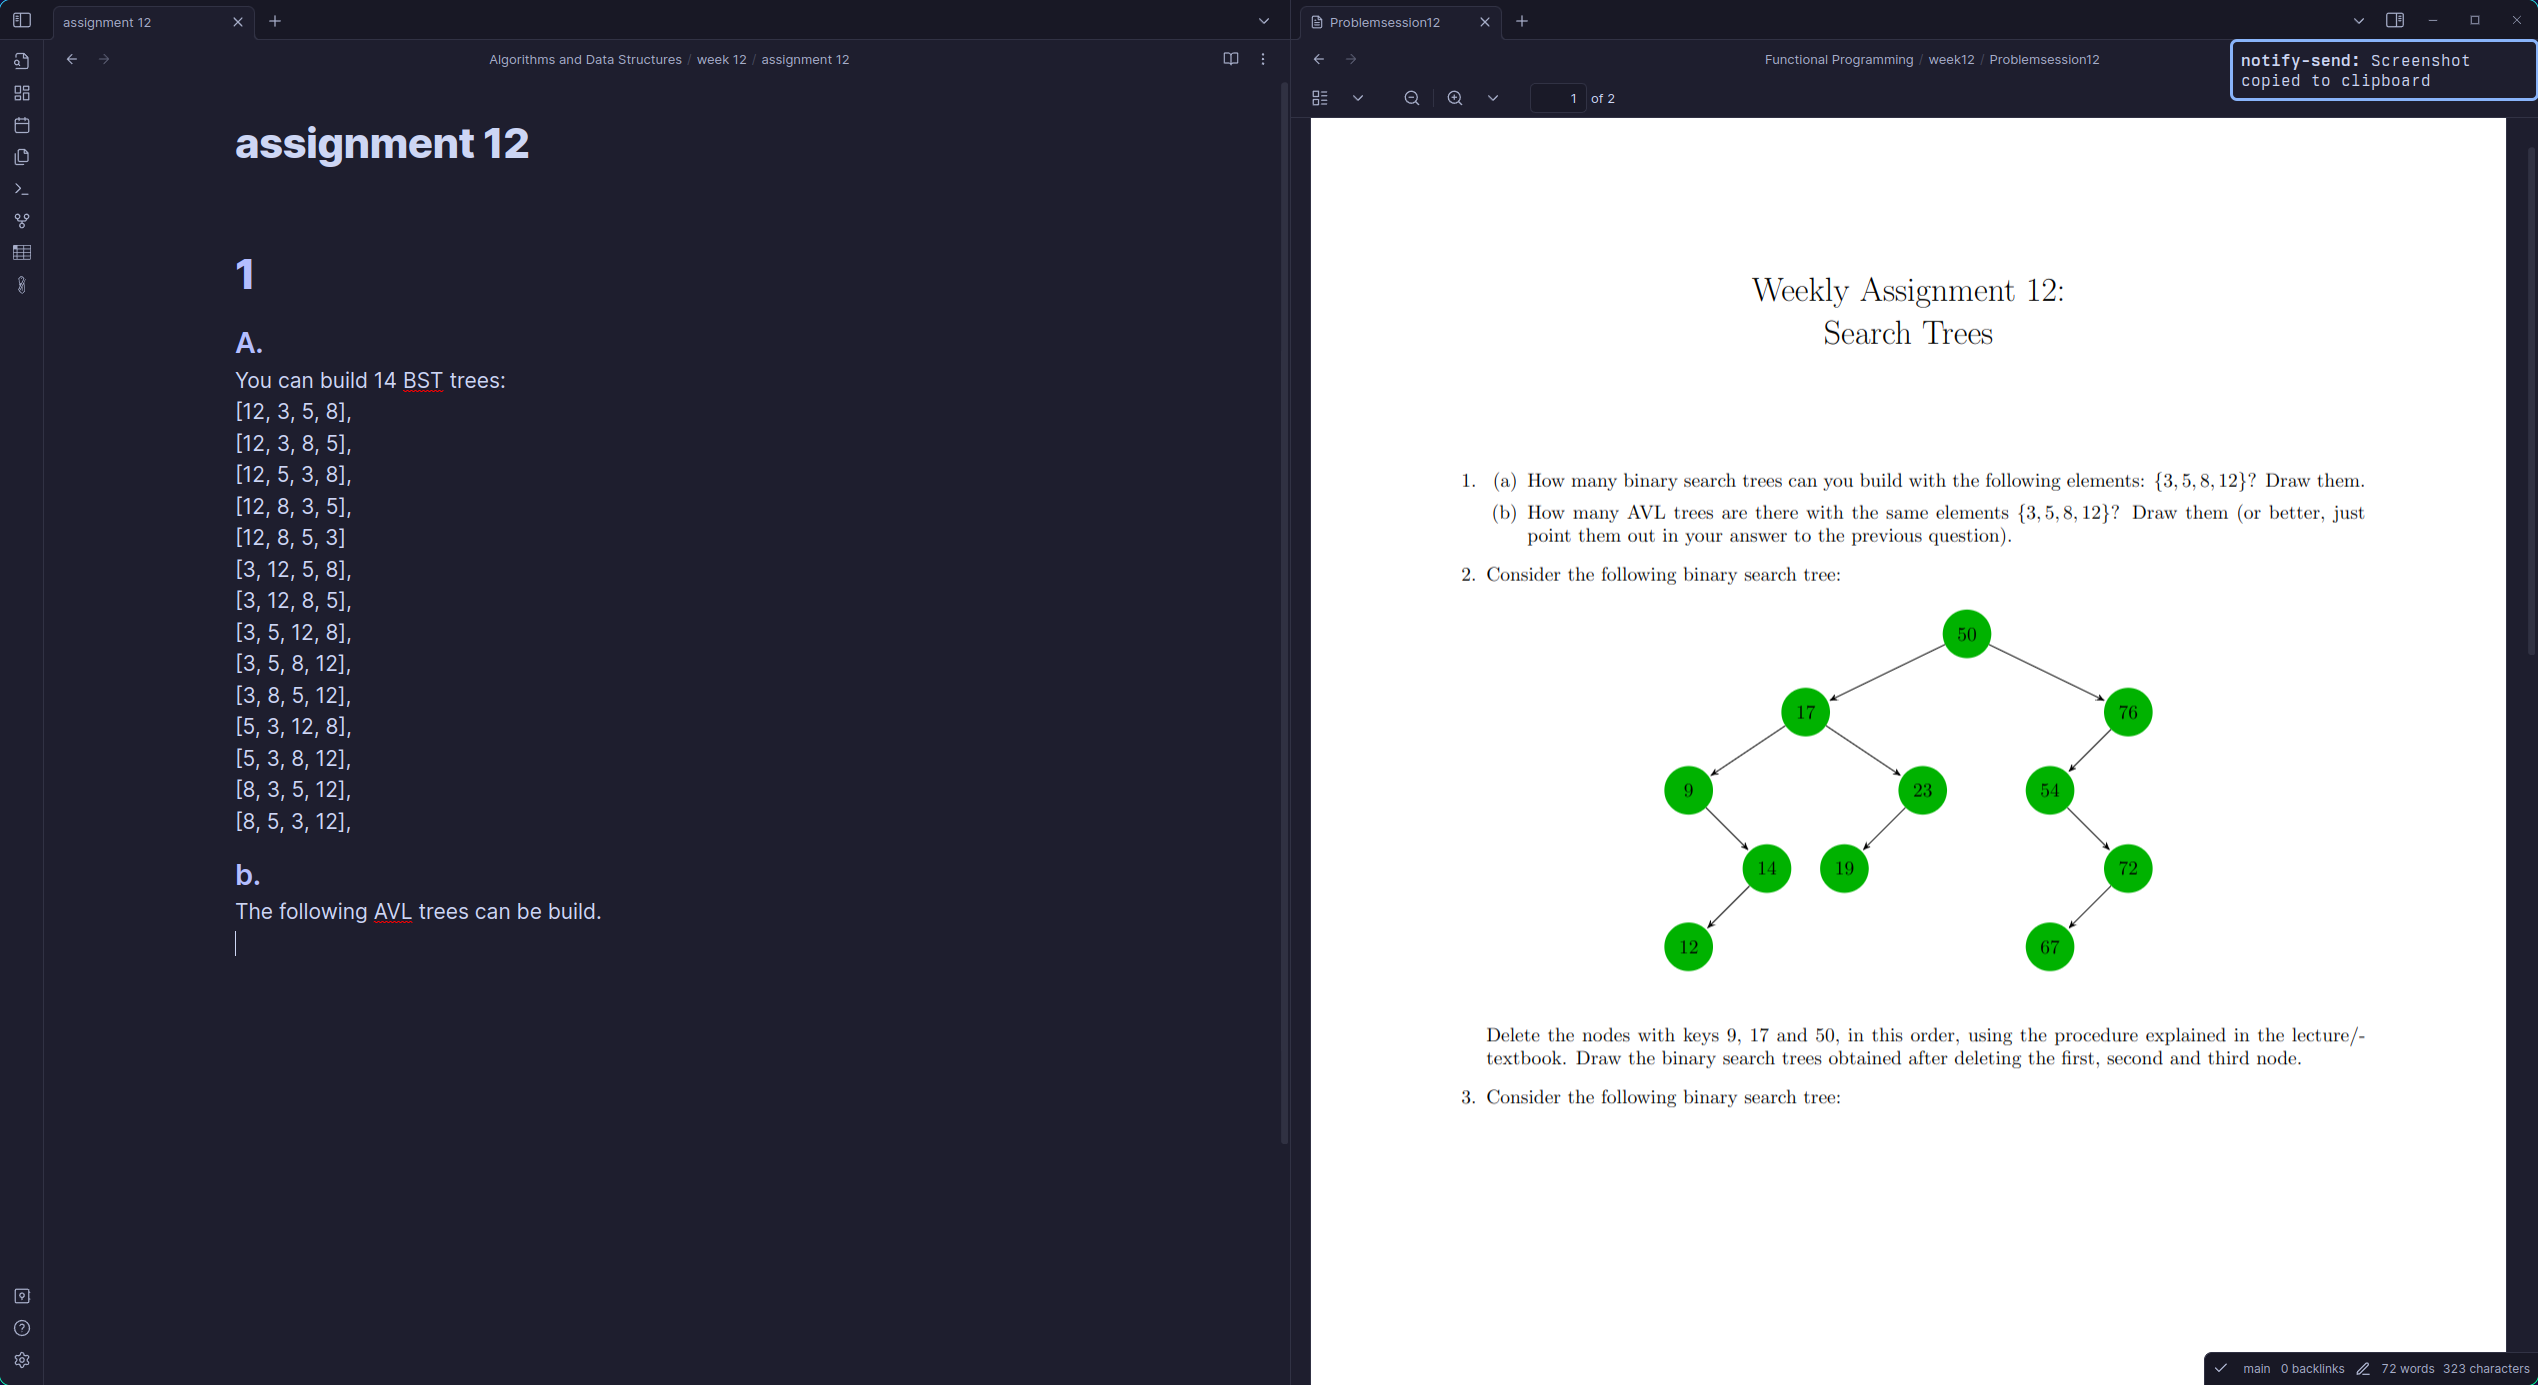 assignment 12
Algorithms and Data Structures / week 12 / assignment 12
assignment 12
1
A.
You can build 14 BST trees:
[12, 3, 5, 8],
[12, 3, 8, 5],
[12, 5, 3, 8],
[12, 8, 3, 5],
[12, 8, 5, 3]
[3, 12, 5, 8],
[3, 12, 8, 5],
[3, 5, 12, 8],
[3, 5, 8, 12],
[3, 8, 5, 12],
[5, 3, 12, 8],
[5, 3, 8, 12],
[8, 3, 5, 12],
[8, 5, 3, 12],
b.
The following AVL trees can be build.
Problemsession12
Functional Programming / week12 / Problemsession12
notify-send: Screenshot
copied to clipboard
1 of 2
Weekly Assignment 12:
Search Trees
1. (a) How many binary search trees can you build with the following elements: {3, 5, 8, 12}? Draw them.
(b) How many AVL trees are there with the same elements {3, 5, 8, 12}? Draw them (or better, just
point them out in your answer to the previous question).
2. Consider the following binary search tree:
50
17 76
9 23 54
14 19 72
12 67
Delete the nodes with keys 9, 17 and 50, in this order, using the procedure explained in the lecture/-
textbook. Draw the binary search trees obtained after deleting the first, second and third node.
3. Consider the following binary search tree:
main 0 backlinks 72 words 323 characters